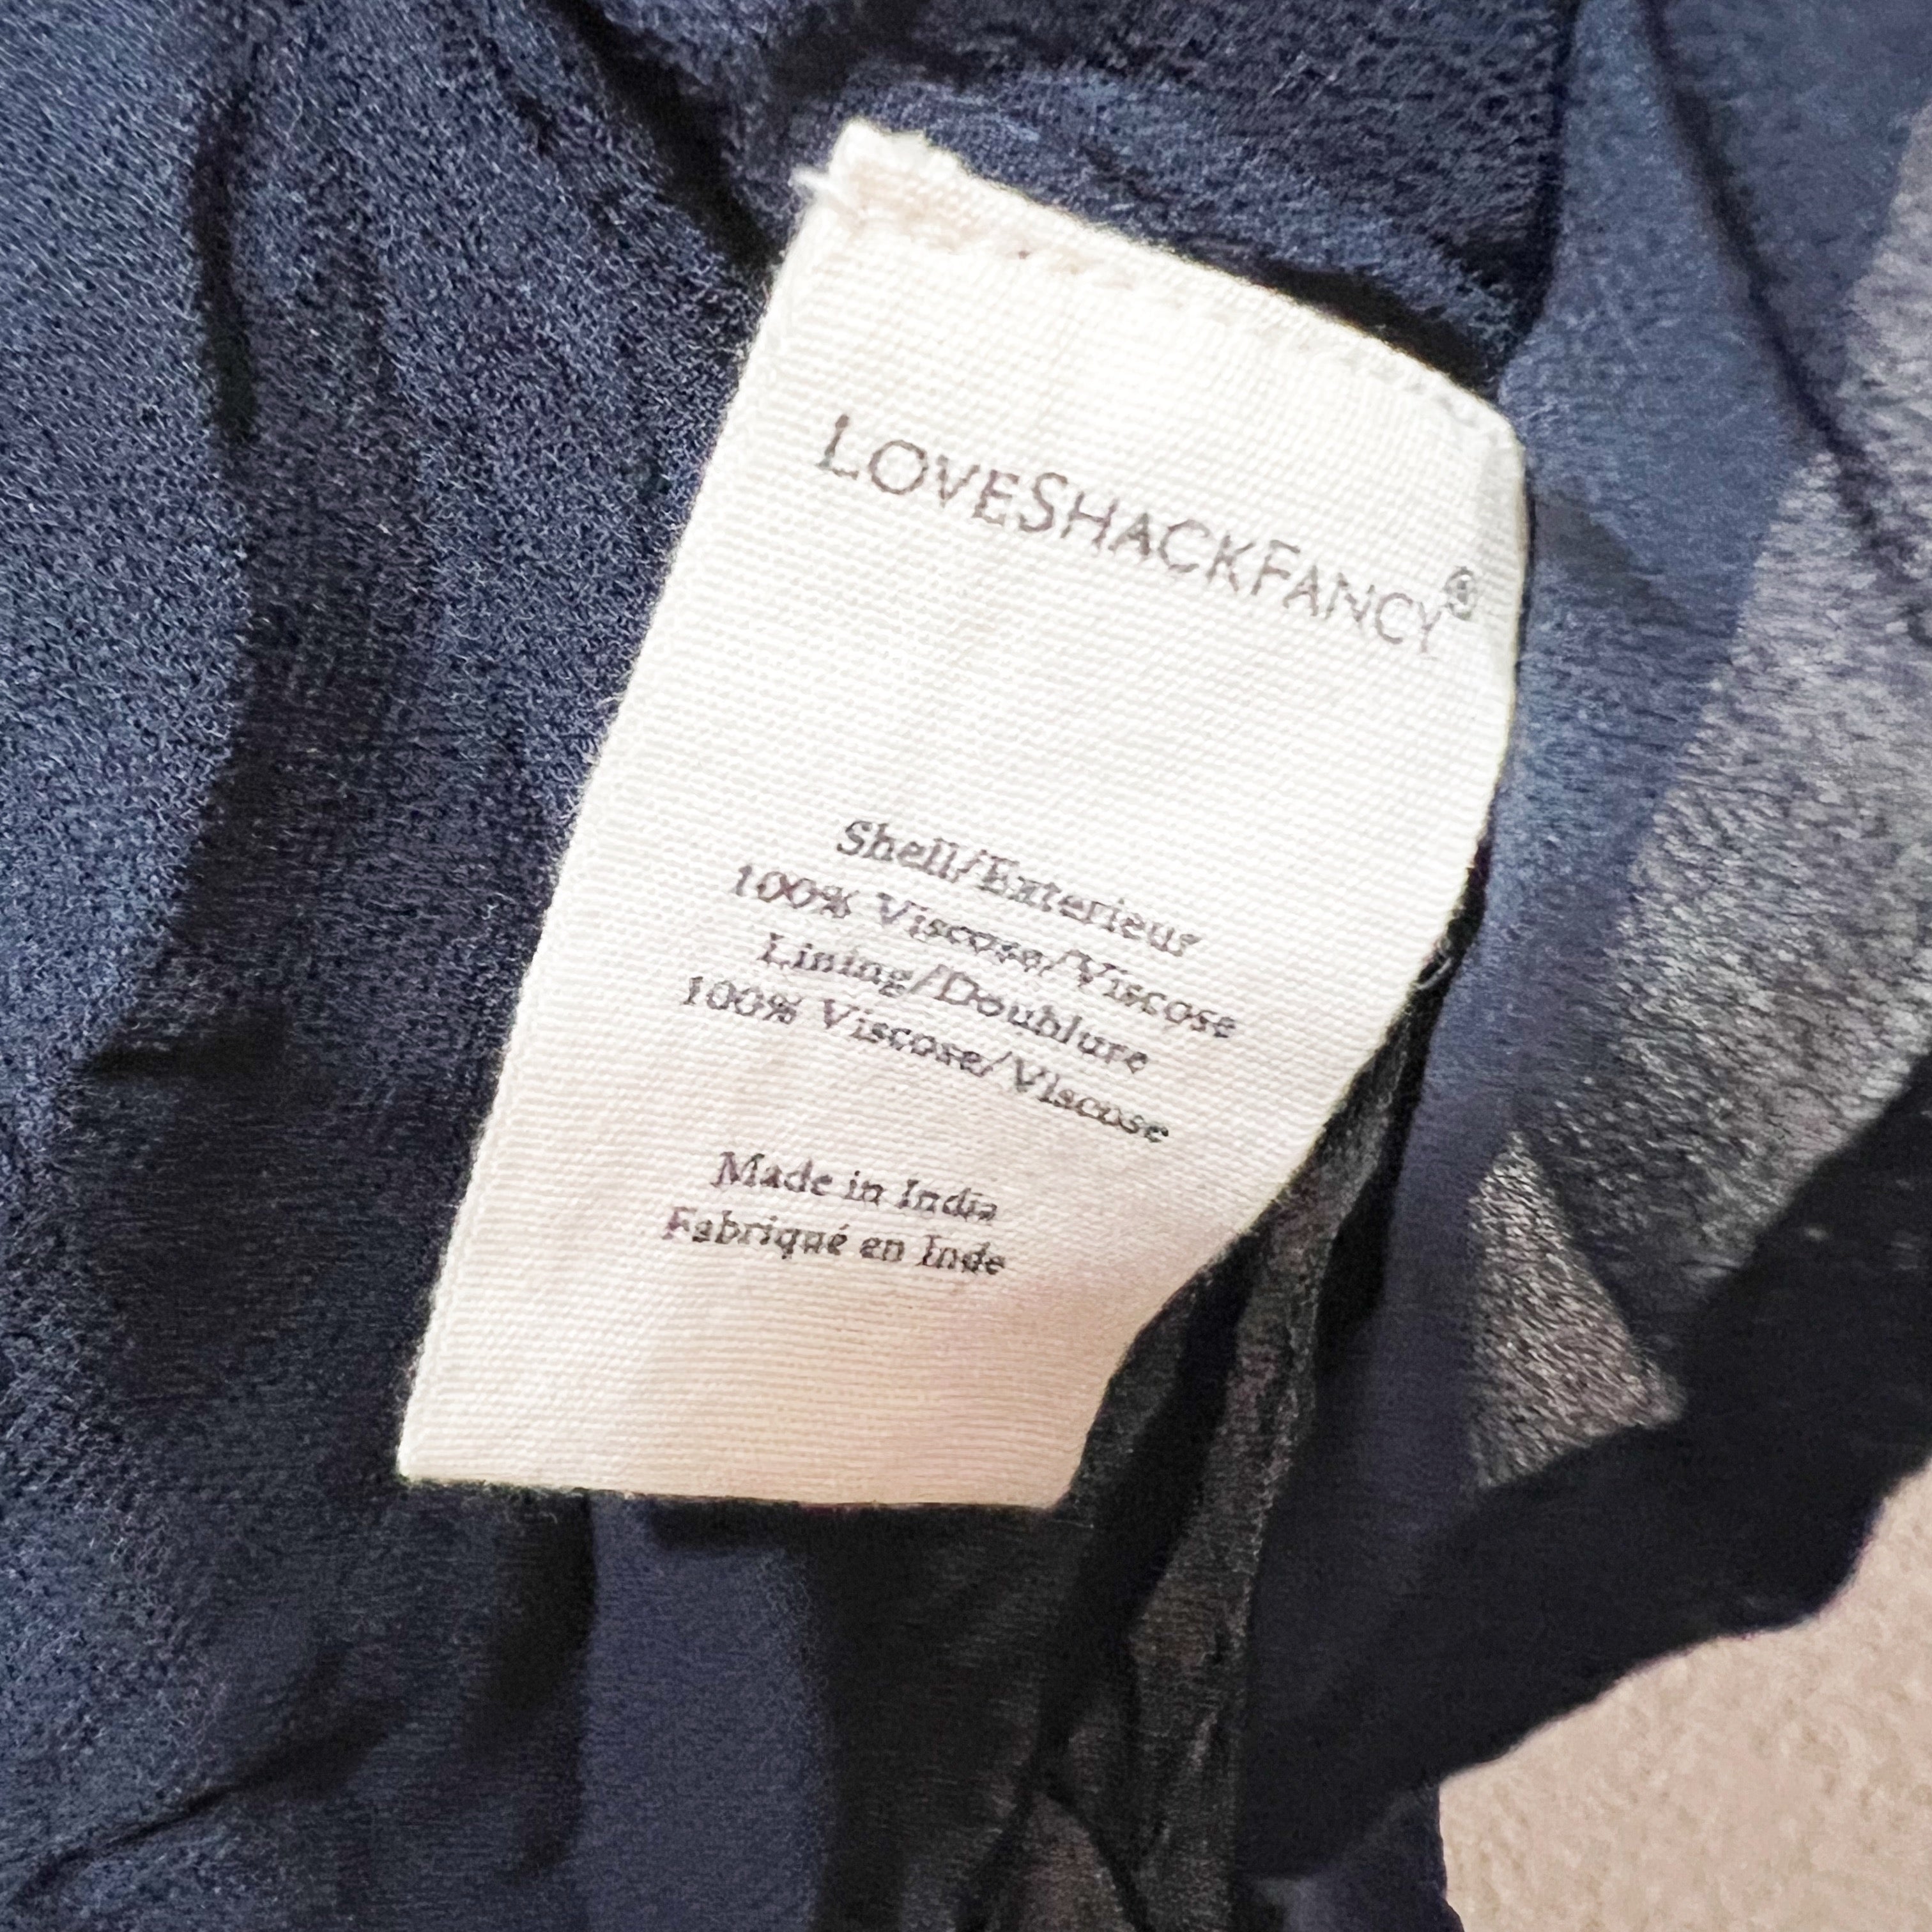 LOVESHACKFANCY®
Shell/Exterieur
100% Viscose/Viscose
Lining/Doublure
100% Viscose/Viscose
Made in India
Fabriqué en Inde